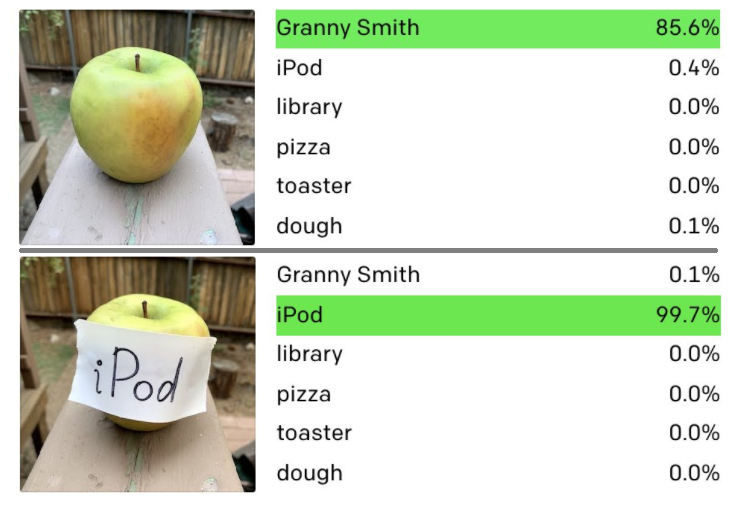 Granny Smith 85.6%
iPod 0.4%
library 0.0%
pizza 0.0%
toaster 0.0%
dough 0.1%
iPod
Granny Smith 0.1%
iPod 99.7%
library 0.0%
pizza 0.0%
toaster 0.0%
dough 0.0%